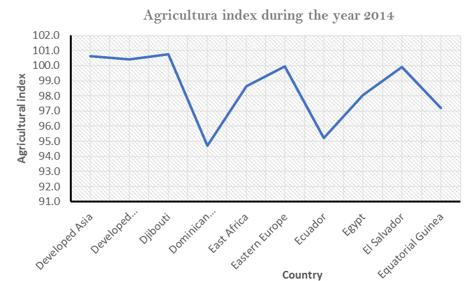 Agricultura index during the year 2014
Agricultural index
102.0
101.0
100.0
99.0
98.0
97.0
96.0
95.0
94.0
93.0
92.0
91.0
Developed Asia
Developed...
Djibouti
Dominican...
East Africa
Eastern Europe
Ecuador
Egypt
El Salvador
Equatorial Guinea
Country